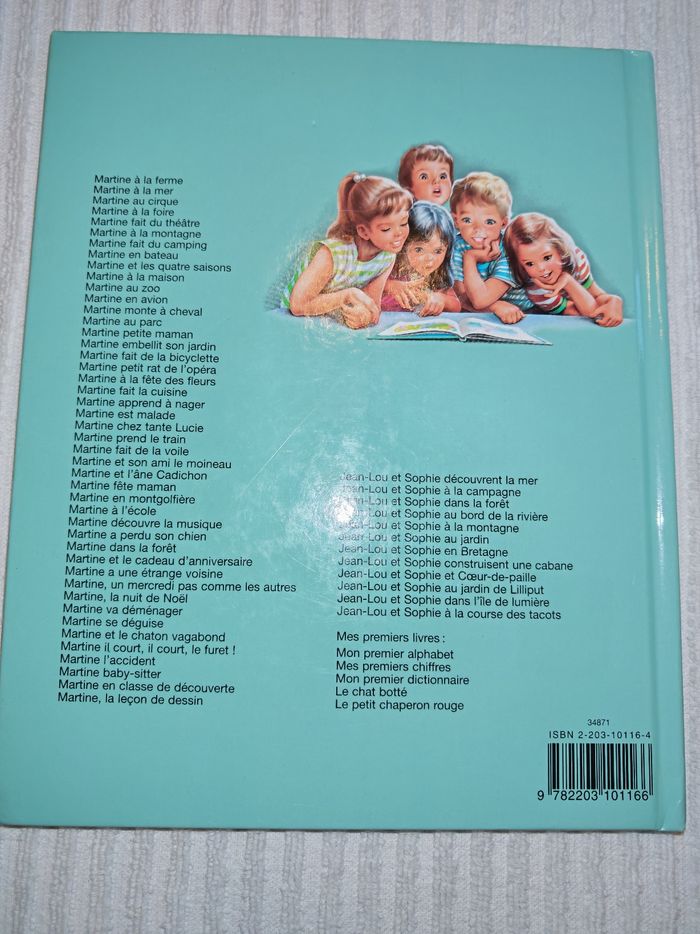 Martine à la ferme
Martine à la mer
Martine au cirque
Martine à la foire
Martine fait du théâtre
Martine à la montagne
Martine fait du camping
Martine en bateau
Martine et les quatre saisons
Martine à la maison
Martine au zoo
Martine en avion
Martine monte à cheval
Martine au parc
Martine petite maman
Martine embellit son jardin
Martine fait de la bicyclette
Martine petit rat de l'opéra
Martine à la fête des fleurs
Martine fait la cuisine
Martine apprend à nager
Martine est malade
Martine chez tante Lucie
Martine prend le train
Martine fait de la voile
Martine et son ami le moineau
Martine et l'âne Cadichon
Martine fête maman
Martine en montgolfière
Martine à l'école
Martine découvre la musique
Martine a perdu son chien
Martine dans la forêt
Martine et le cadeau d'anniversaire
Martine a une étrange voisine
Martine, un mercredi pas comme les autres
Martine, la nuit de Noël
Martine va déménager
Martine se déguise
Martine et le chaton vagabond
Martine il court, il court, le furet !
Martine l'accident
Martine baby-sitter
Martine en classe de découverte
Martine, la leçon de dessin
Jean-Lou et Sophie découvrent la mer
Jean-Lou et Sophie à la campagne
Jean-Lou et Sophie dans la forêt
Jean-Lou et Sophie au bord de la rivière
Jean-Lou et Sophie à la montagne
Jean-Lou et Sophie au jardin
Jean-Lou et Sophie en Bretagne
Jean-Lou et Sophie construisent une cabane
Jean-Lou et Sophie et Cœur-de-paille
Jean-Lou et Sophie au jardin de Lilliput
Jean-Lou et Sophie dans l'île de lumière
Jean-Lou et Sophie à la course des tacots
Mes premiers livres :
Mon premier alphabet
Mes premiers chiffres
Mon premier dictionnaire
Le chat botté
Le petit chaperon rouge
34871
ISBN 2-203-10116-4
9 782203 101166